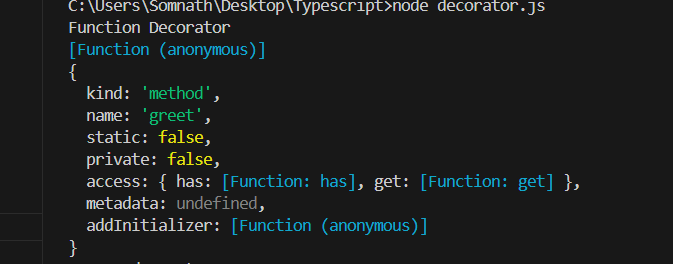 C:\Users\Somnath\Desktop\Typescript>node decorator.js
Function Decorator
[Function (anonymous)]
{
  kind: 'method',
  name: 'greet',
  static: false,
  private: false,
  access: { has: [Function: has], get: [Function: get] },
  metadata: undefined,
  addInitializer: [Function (anonymous)]
}